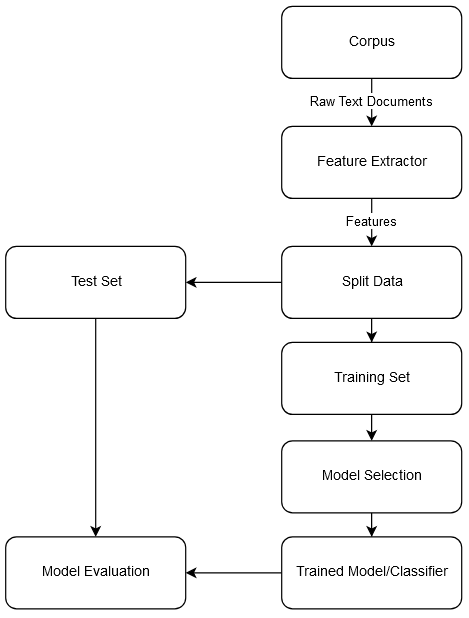 Corpus
Raw Text Documents
Feature Extractor
Features
Test Set
Split Data
Training Set
Model Selection
Model Evaluation
Trained Model/Classifier